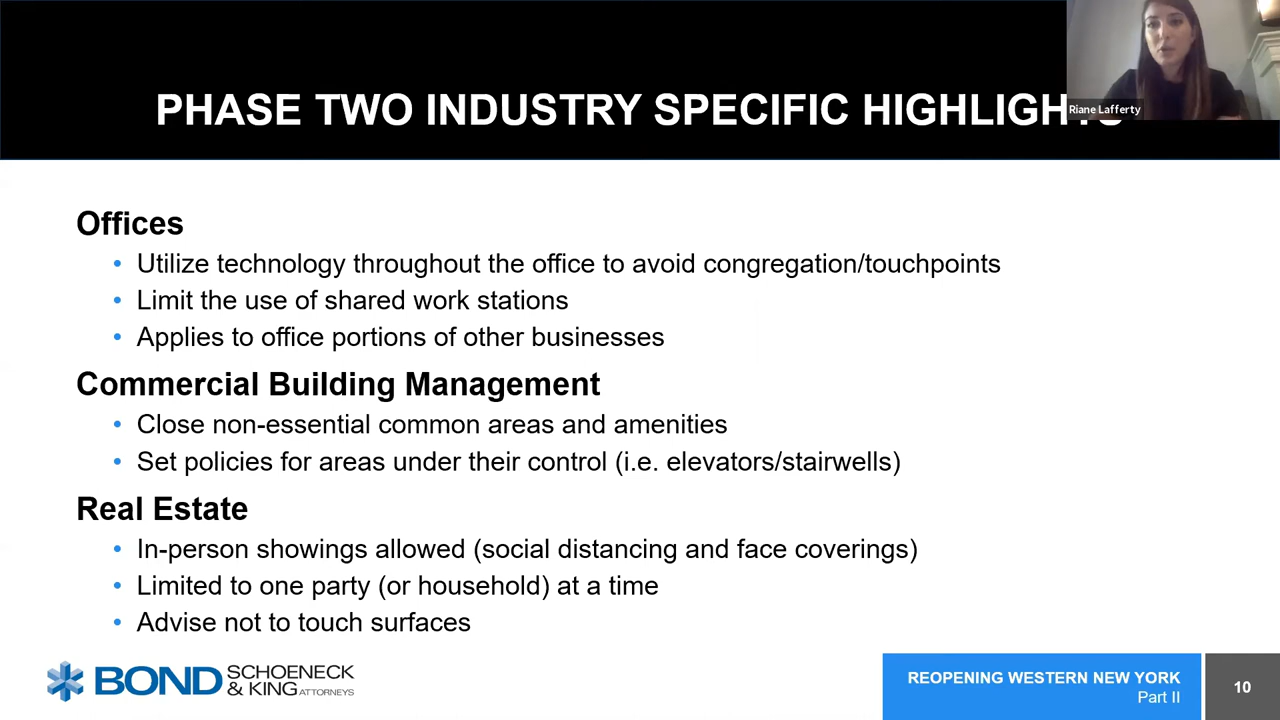 Riane Lafferty
PHASE TWO INDUSTRY SPECIFIC HIGHLIGHTS
Offices
• Utilize technology throughout the office to avoid congregation/touchpoints
• Limit the use of shared work stations
• Applies to office portions of other businesses
Commercial Building Management
• Close non-essential common areas and amenities
• Set policies for areas under their control (i.e. elevators/stairwells)
Real Estate
• In-person showings allowed (social distancing and face coverings)
• Limited to one party (or household) at a time
• Advise not to touch surfaces
BOND SCHOENECK
& KING ATTORNEYS
REOPENING WESTERN NEW YORK
Part II
10